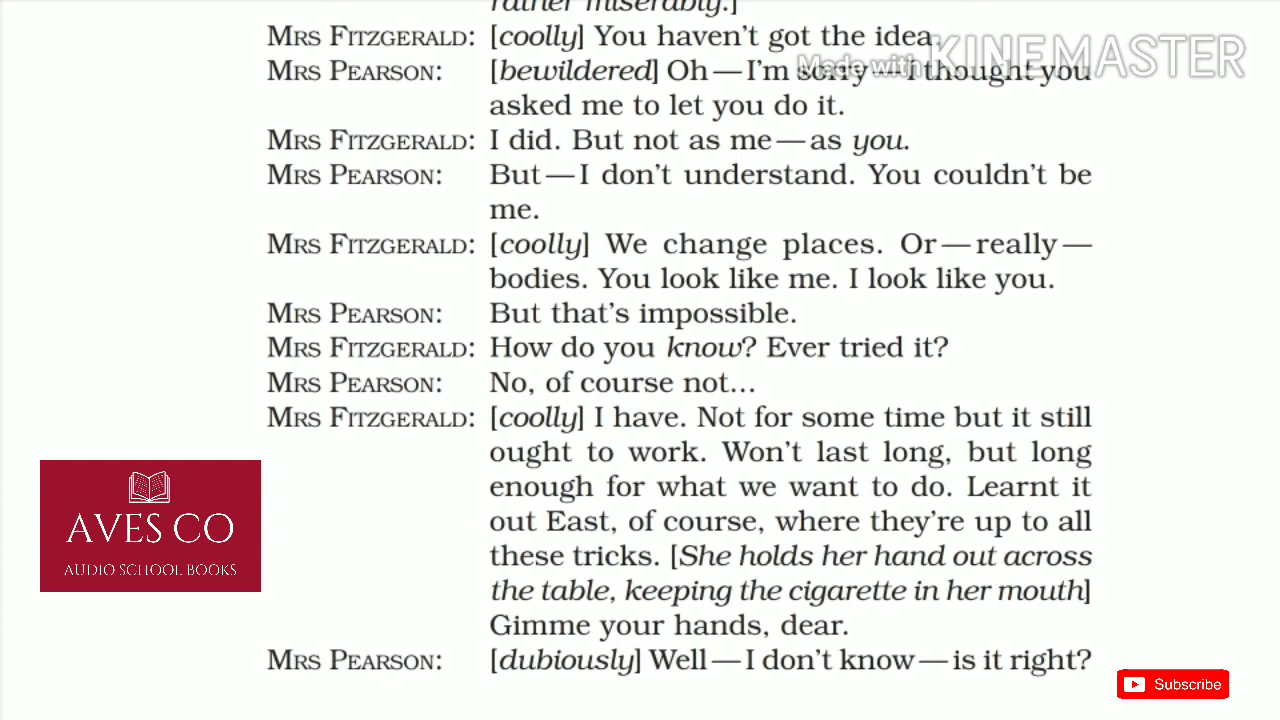 rather miserably.]
MRS FITZGERALD: [coolly] You haven't got the idea.
MRS PEARSON: [bewildered] Oh—I'm sorry—I thought you
asked me to let you do it.
MRS FITZGERALD: I did. But not as me—as you.
MRS PEARSON: But—I don't understand. You couldn't be
me.
MRS FITZGERALD: [coolly] We change places. Or—really—
bodies. You look like me. I look like you.
MRS PEARSON: But that's impossible.
MRS FITZGERALD: How do you know? Ever tried it?
MRS PEARSON: No, of course not...
MRS FITZGERALD: [coolly] I have. Not for some time but it still
ought to work. Won't last long, but long
enough for what we want to do. Learnt it
out East, of course, where they're up to all
these tricks. [She holds her hand out across
the table, keeping the cigarette in her mouth]
Gimme your hands, dear.
MRS PEARSON: [dubiously] Well—I don't know—is it right?
Made with KINEMASTER
AVES CO
AUDIO SCHOOL BOOKS
Subscribe